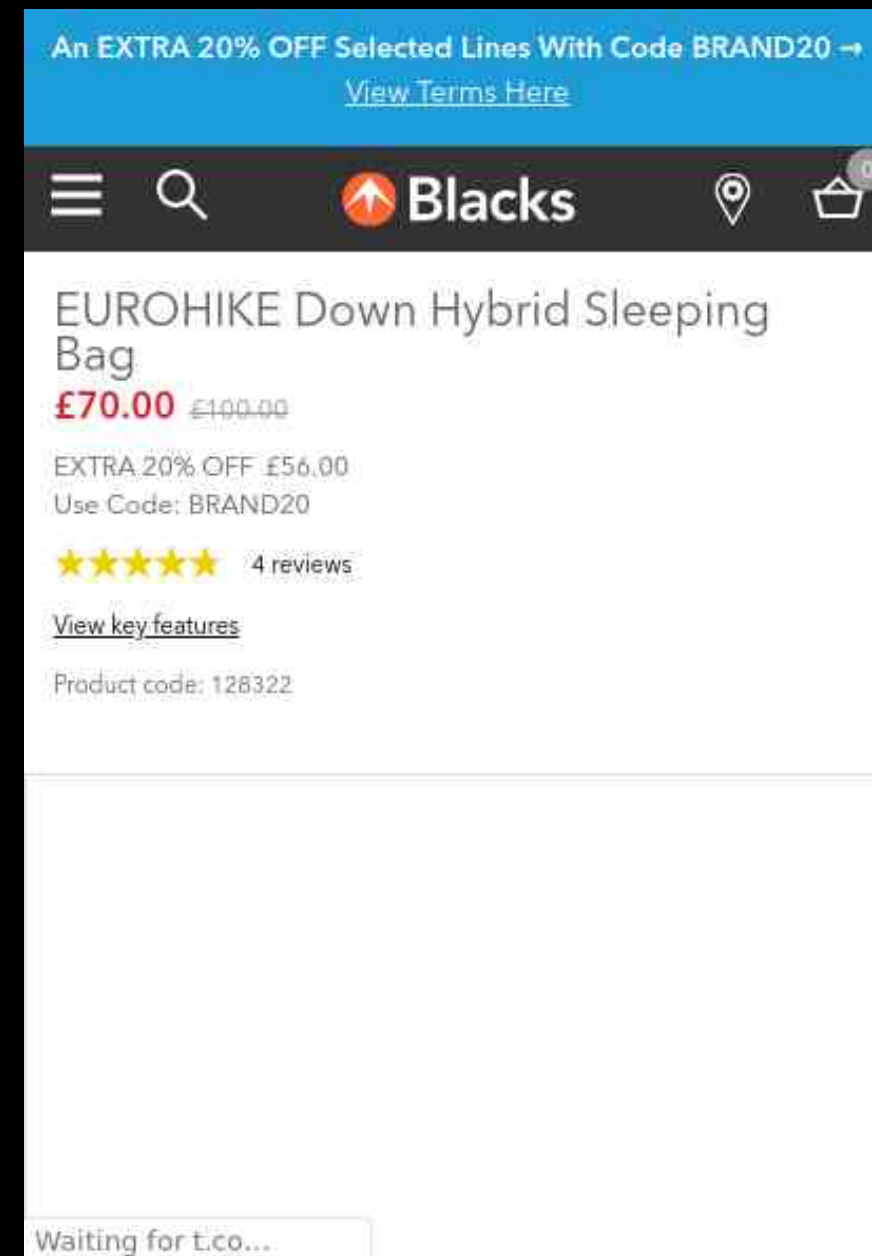 An EXTRA 20% OFF Selected Lines With Code BRAND20 →
View Terms Here
Blacks
0
EUROHIKE Down Hybrid Sleeping
Bag
£70.00 £100.00
EXTRA 20% OFF £56.00
Use Code: BRAND20
4 reviews
View key features
Product code: 128322
Waiting for t.co...